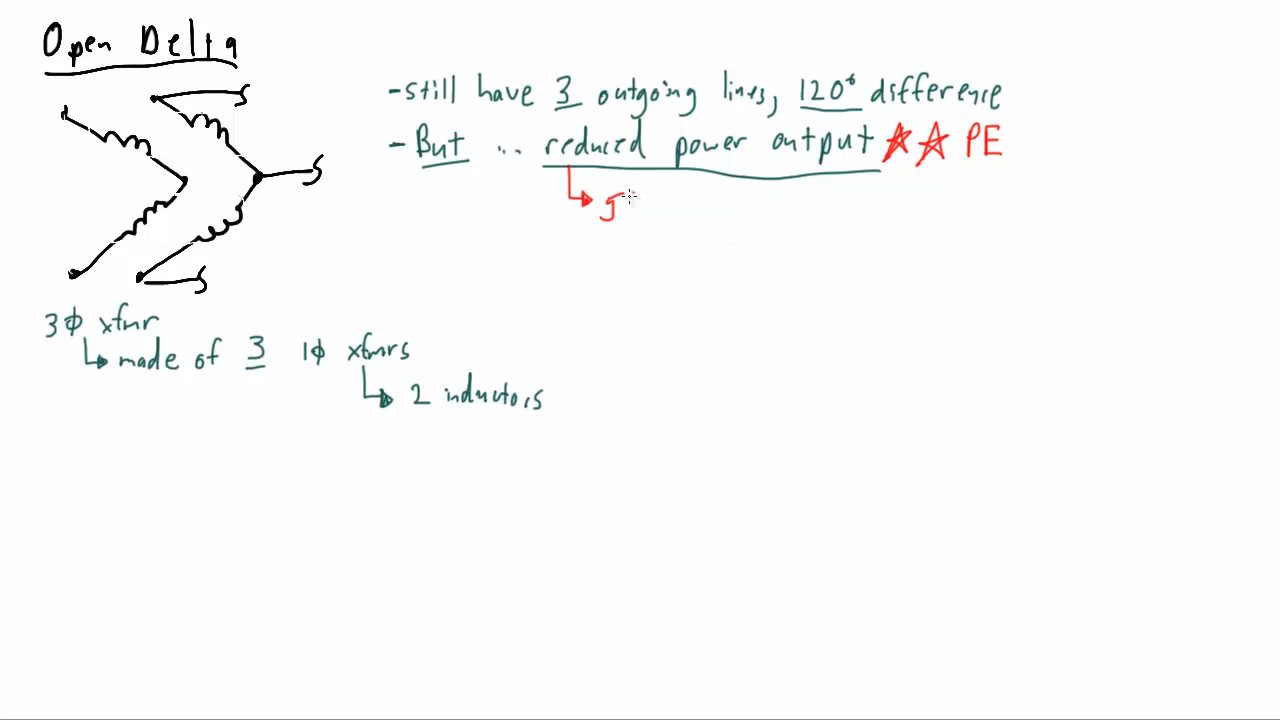 Open Delta
-still have 3 outgoing lines, 120° difference
-But ... reduced power output ☆☆ PE
5
3ϕ xfmr
made of 3 1ϕ xfmrs
2 inductors